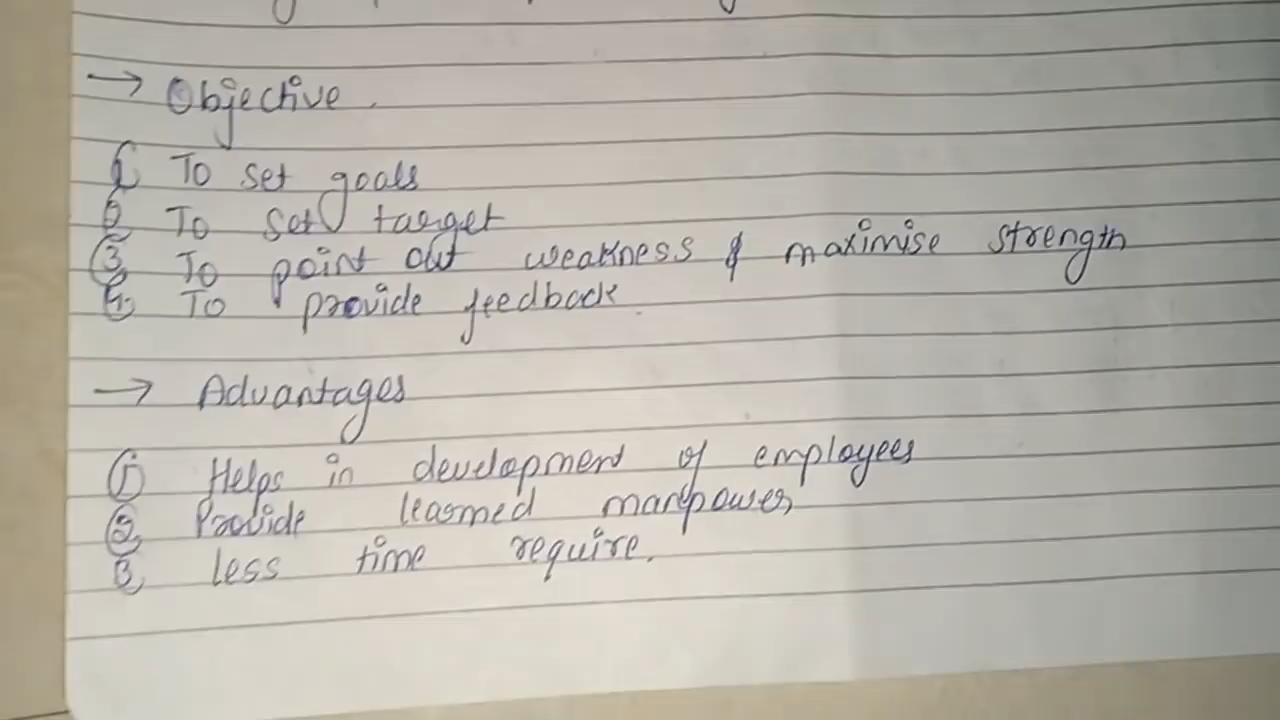 → Objective.
1 To set goals
2 To set target
3 To point out weakness & maximise strength
4 To provide feedback.
→ Advantages
1 Helps in development of employees
2 Provide learned manpower
3 less time require.